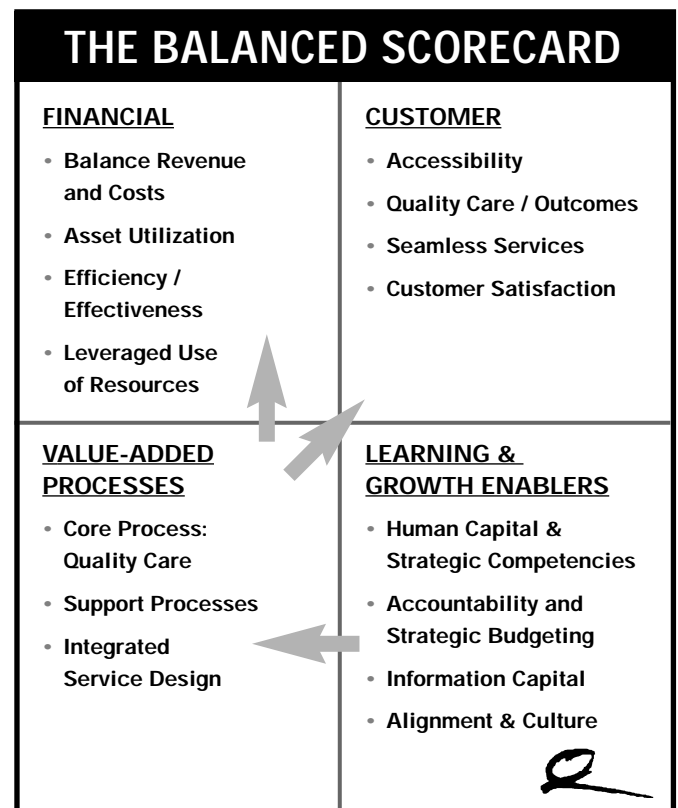 THE BALANCED SCORECARD
FINANCIAL
• Balance Revenue
and Costs
• Asset Utilization
• Efficiency /
Effectiveness
• Leveraged Use
of Resources
CUSTOMER
• Accessibility
• Quality Care / Outcomes
• Seamless Services
• Customer Satisfaction
VALUE-ADDED
PROCESSES
• Core Process:
Quality Care
• Support Processes
• Integrated
Service Design
LEARNING &
GROWTH ENABLERS
• Human Capital &
Strategic Competencies
• Accountability and
Strategic Budgeting
• Information Capital
• Alignment & Culture